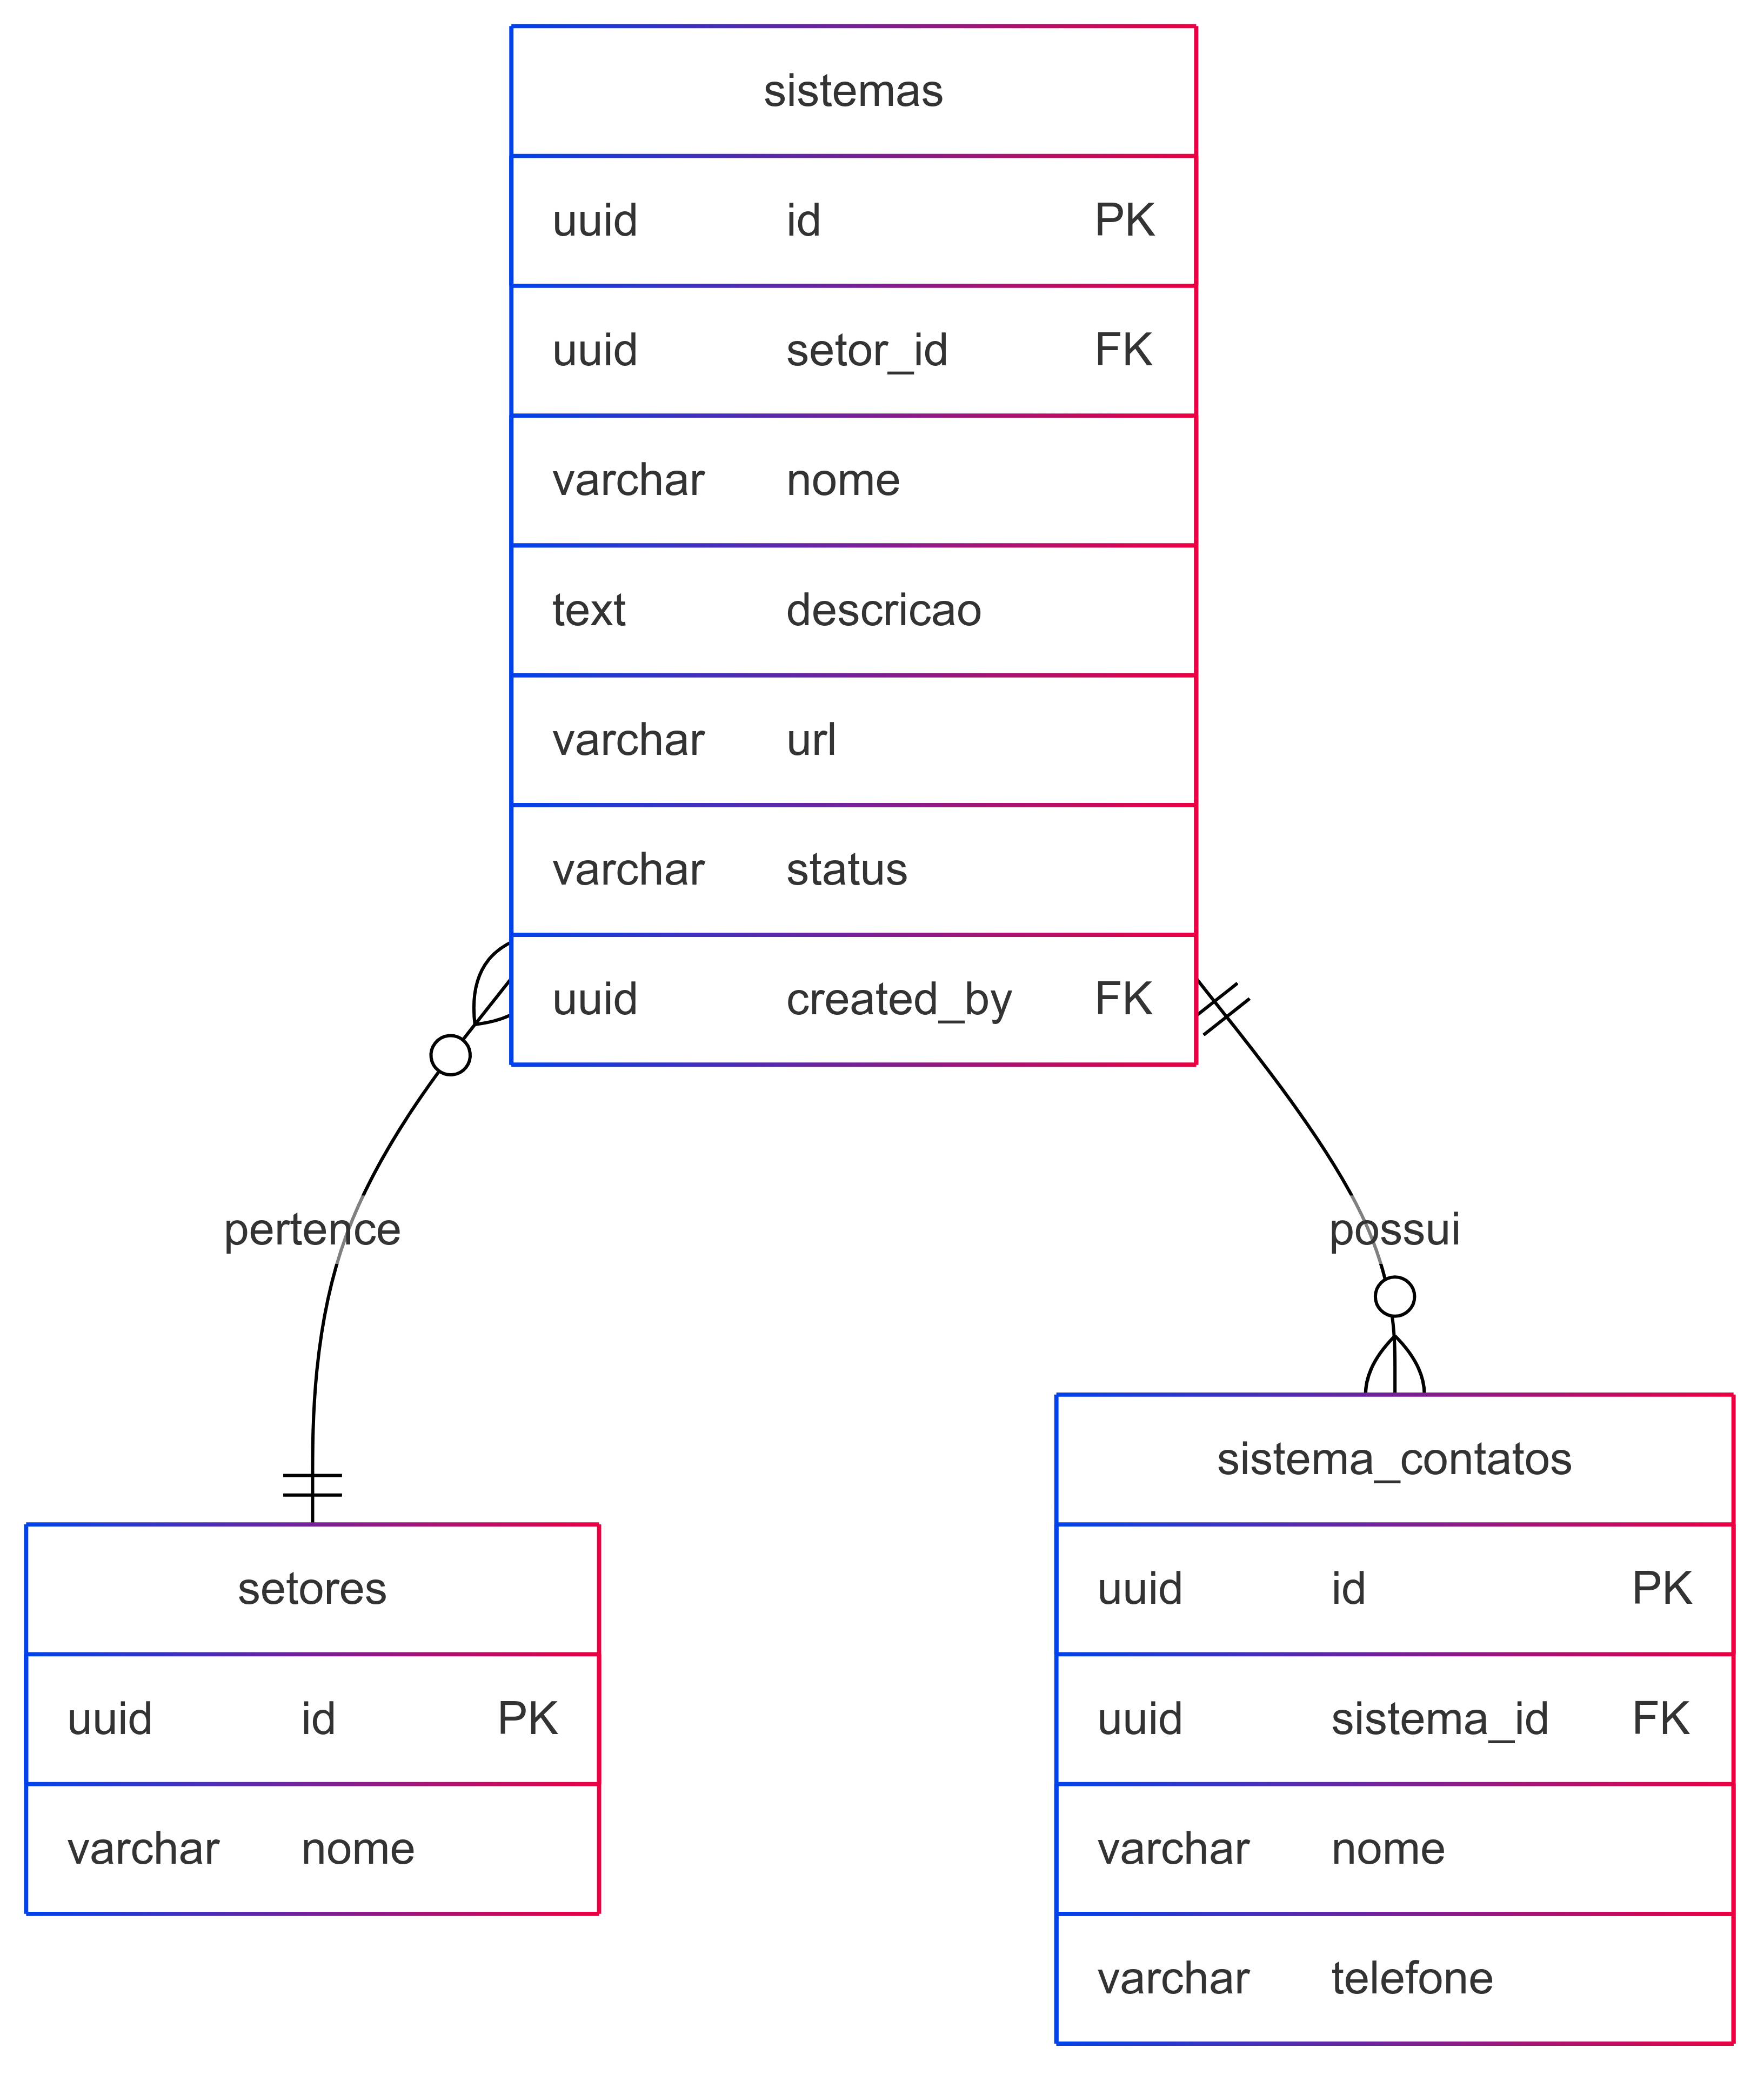 sistemas
uuid id PK
uuid setor_id FK
varchar nome
text descricao
varchar url
varchar status
uuid created_by FK
pertence
possui
setores
uuid id PK
varchar nome
sistema_contatos
uuid id PK
uuid sistema_id FK
varchar nome
varchar telefone